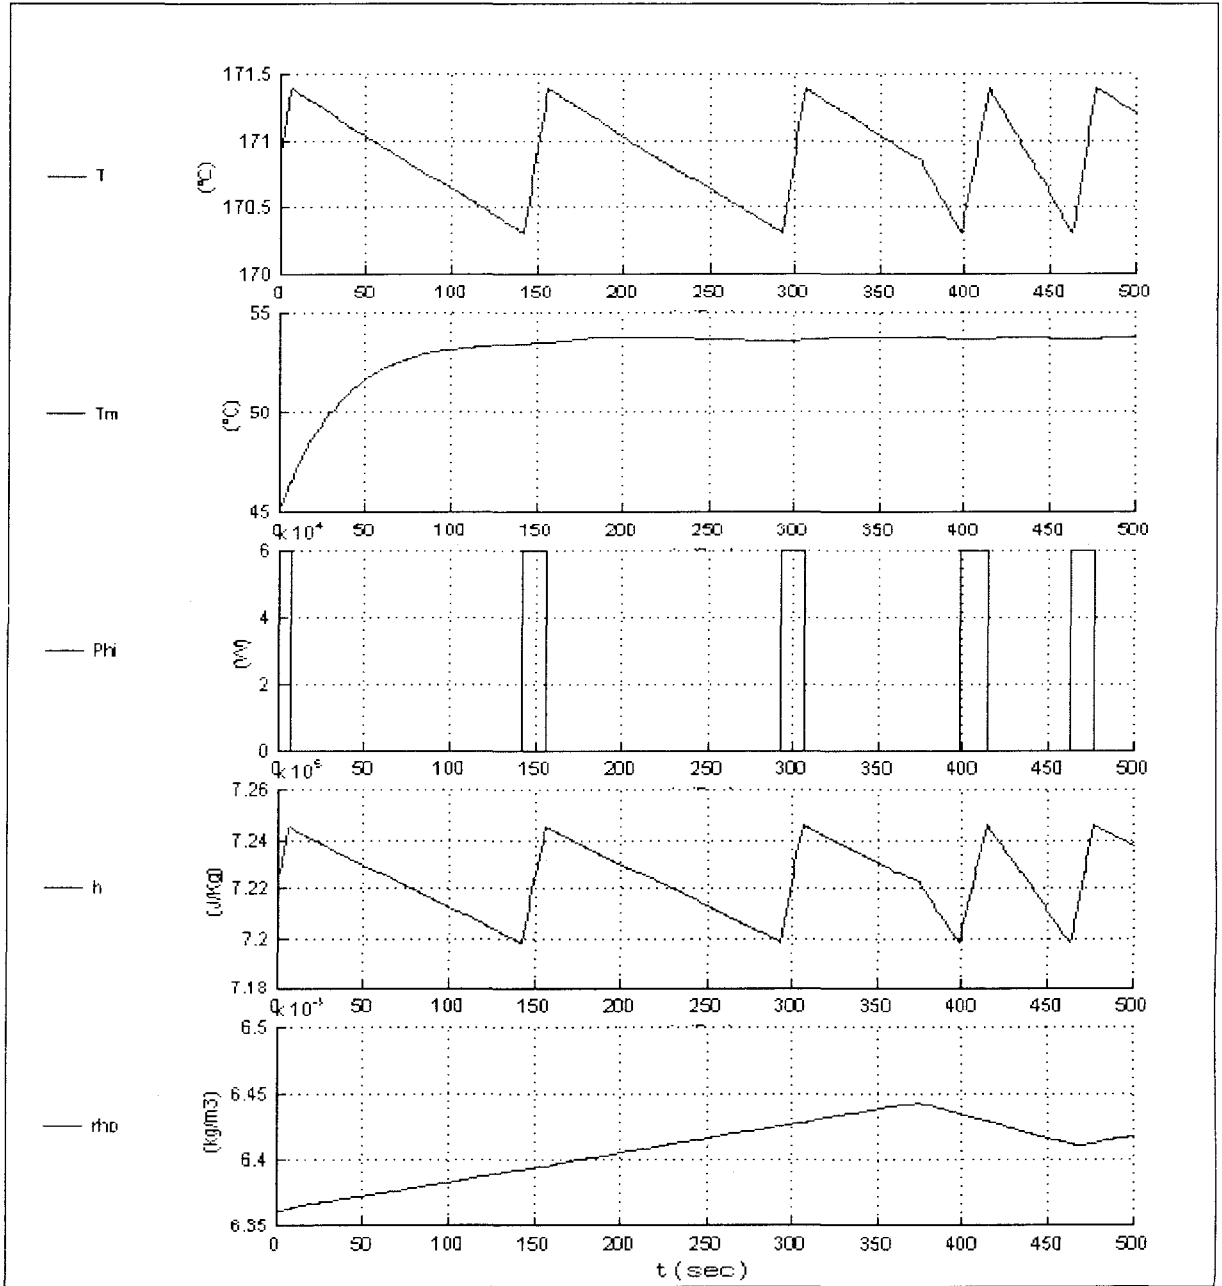 171.5
171
170.5
170
(°C)
T
0 50 100 150 200 250 300 350 400 450 500
55
50
45
(°C)
Tm
x 10⁴ 0 50 100 150 200 250 300 350 400 450 500
6
4
2
0
(W)
Phi
x 10⁵ 0 50 100 150 200 250 300 350 400 450 500
7.26
7.24
7.22
7.2
7.18
(J/Kg)
h
0 50 100 150 200 250 300 350 400 450 500
6.5
6.45
6.4
6.35
(kg/m3)
rho
0 50 100 150 200 250 300 350 400 450 500
t(sec)